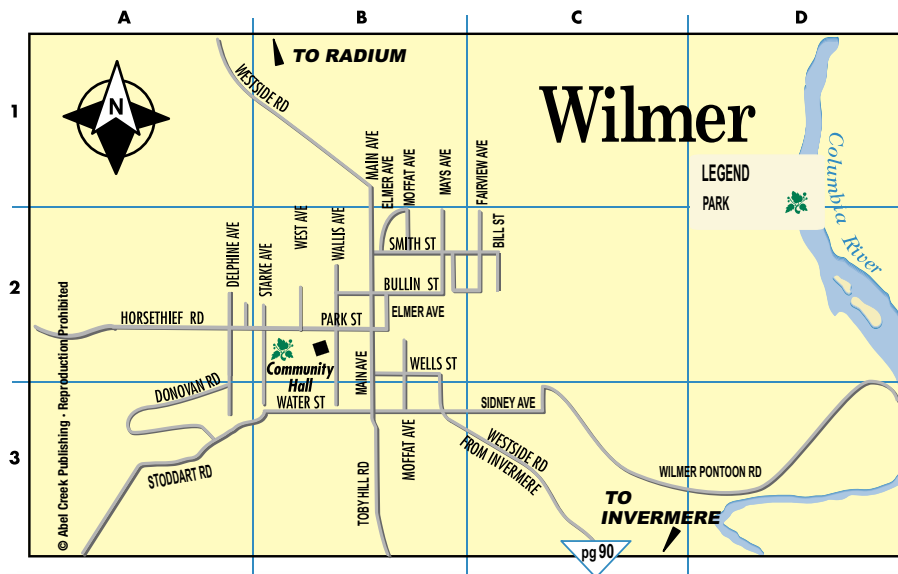 A B C D
1
2
3
N
TO RADIUM
Wilmer
LEGEND
PARK
Columbia River
WESTSIDE RD
MAIN AVE
ELMER AVE
MOFFAT AVE
MAYS AVE
FAIRVIEW AVE
BILL ST
SMITH ST
DELPHINE AVE
STARKE AVE
WEST AVE
WALLIS AVE
BULLIN ST
ELMER AVE
HORSETHIEF RD
PARK ST
Community
Hall
MAIN AVE
WELLS ST
DONOVAN RD
WATER ST
SIDNEY AVE
STODDART RD
TOBY HILL RD
MOFFAT AVE
WESTSIDE RD
FROM INVERMERE
WILMER PONTOON RD
TO
INVERMERE
pg 90
© Abel Creek Publishing - Reproduction Prohibited